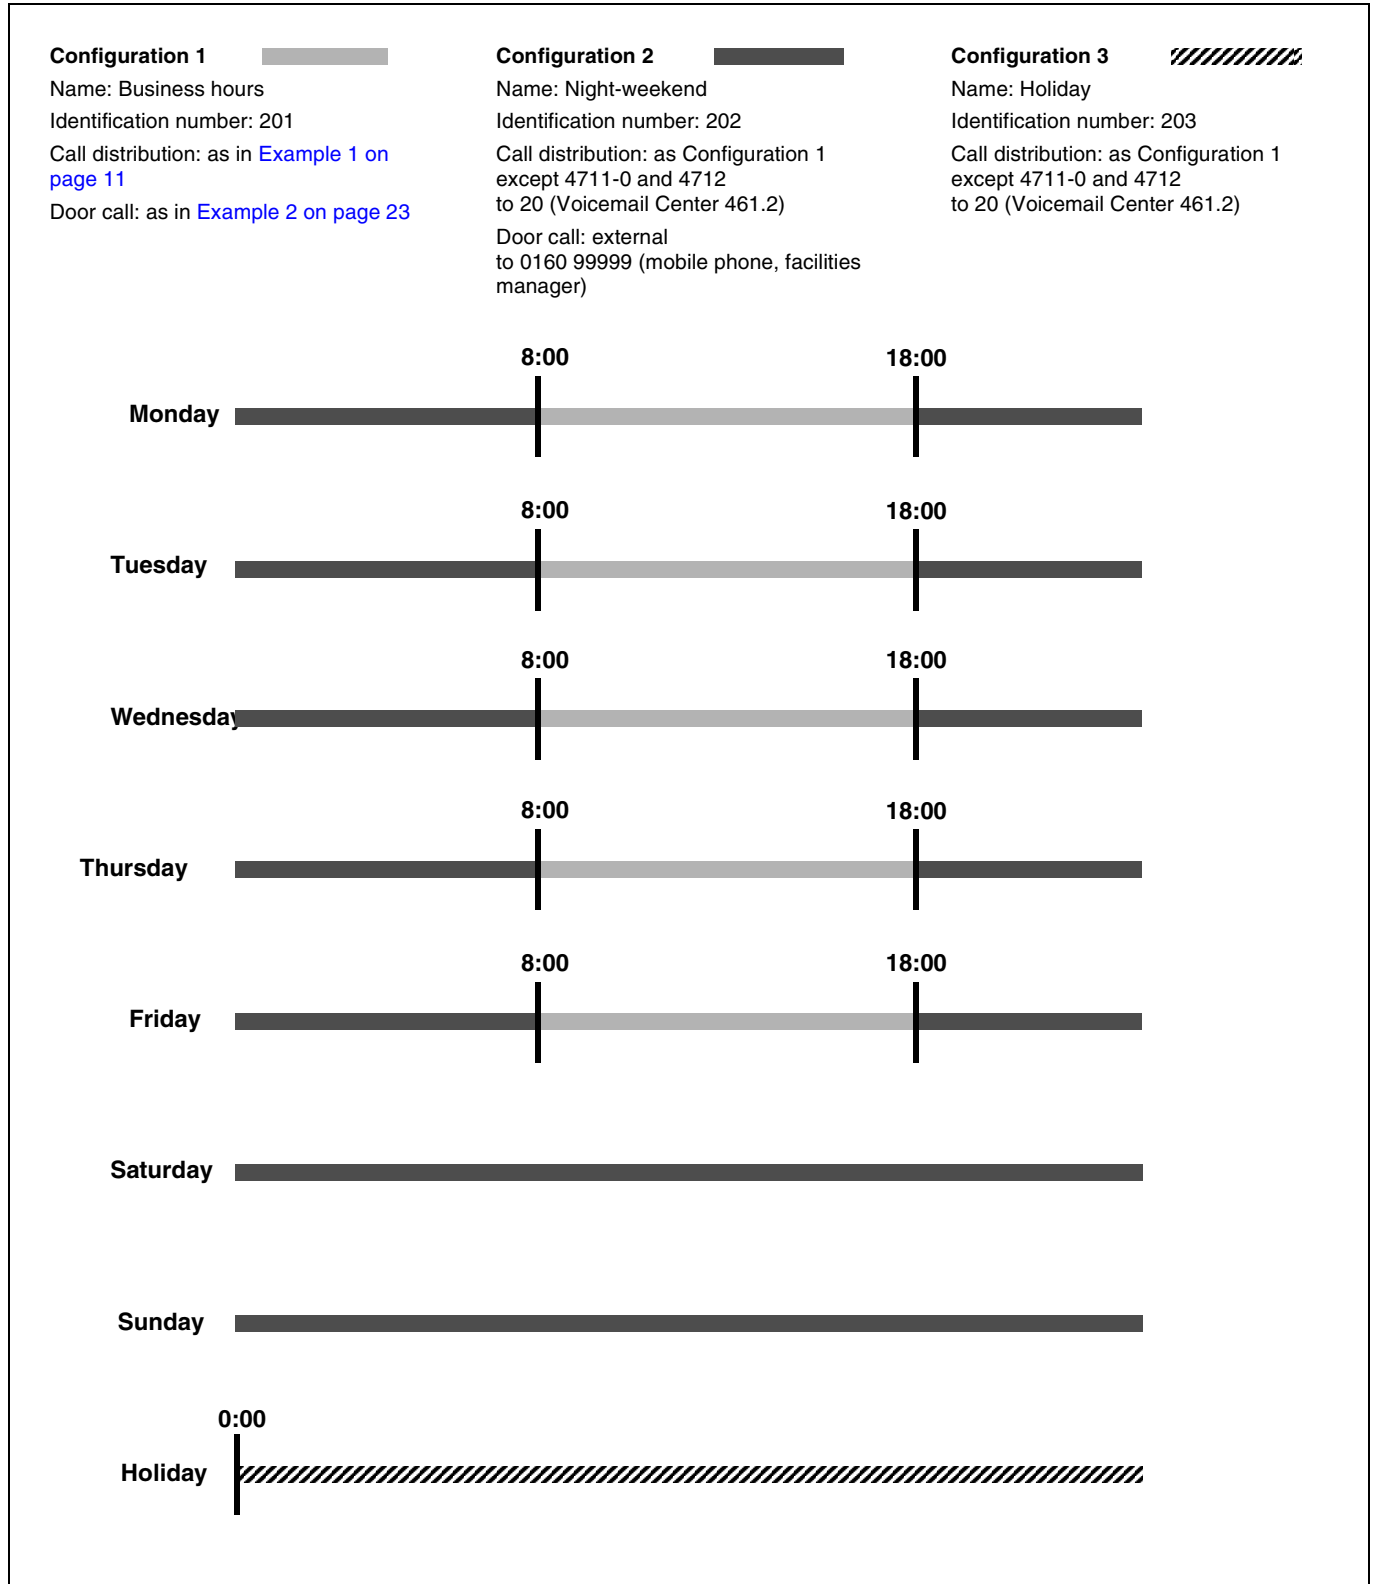 Configuration 1
Name: Business hours
Identification number: 201
Call distribution: as in Example 1 on
page 11
Door call: as in Example 2 on page 23
Configuration 2
Name: Night-weekend
Identification number: 202
Call distribution: as Configuration 1
except 4711-0 and 4712
to 20 (Voicemail Center 461.2)
Door call: external
to 0160 99999 (mobile phone, facilities
manager)
Configuration 3
Name: Holiday
Identification number: 203
Call distribution: as Configuration 1
except 4711-0 and 4712
to 20 (Voicemail Center 461.2)
8:00 18:00
Monday
8:00 18:00
Tuesday
8:00 18:00
Wednesday
8:00 18:00
Thursday
8:00 18:00
Friday
Saturday
Sunday
0:00
Holiday